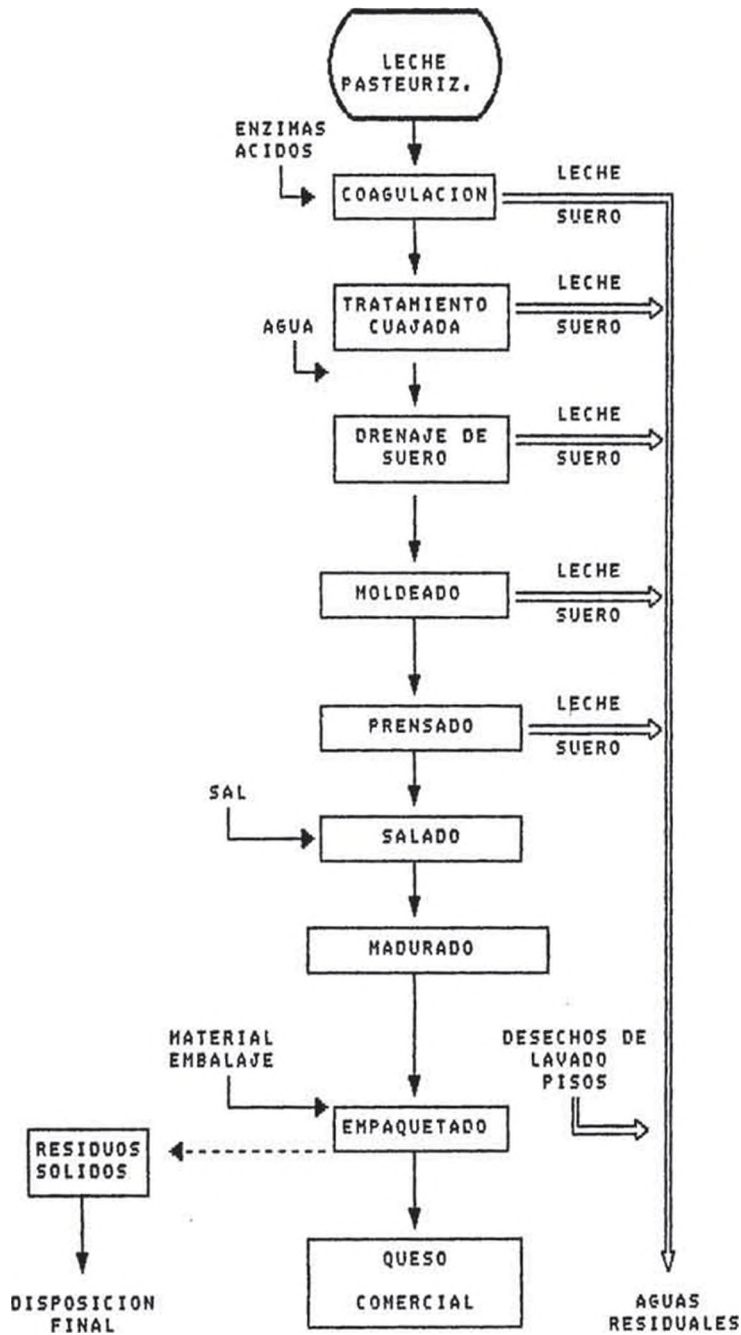 LECHE
PASTEURIZ.
ENZIMAS
ACIDOS
COAGULACION
LECHE
SUERO
TRATAMIENTO
CUAJADA
LECHE
SUERO
AGUA
DRENAJE DE
SUERO
LECHE
SUERO
MOLDEADO
LECHE
SUERO
PRENSADO
LECHE
SUERO
SAL
SALADO
MADURADO
MATERIAL
EMBALAJE
DESECHOS DE
LAVADO
PISOS
EMPAQUETADO
RESIDUOS
SOLIDOS
QUESO
COMERCIAL
DISPOSICION
FINAL
AGUAS
RESIDUALES